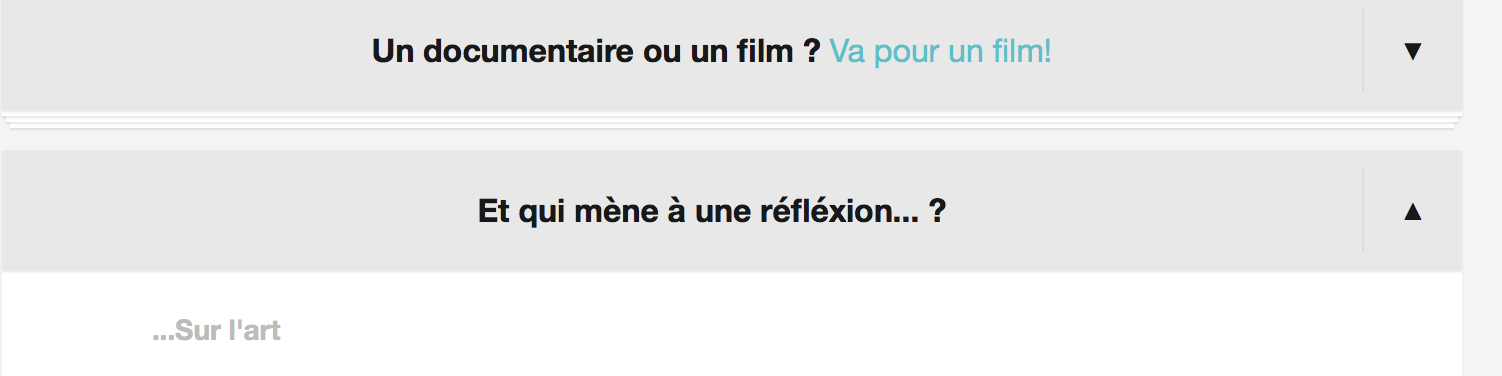 Un documentaire ou un film ? Va pour un film!
Et qui mène à une réfléxion... ?
...Sur l'art